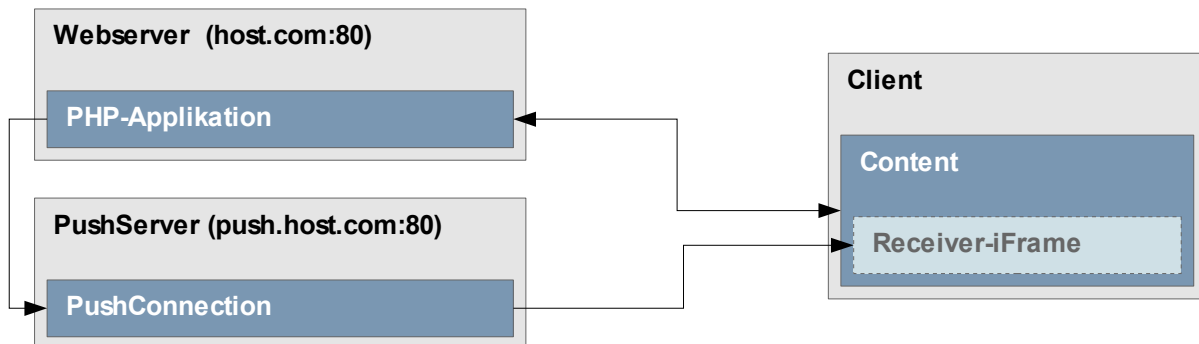 Webserver  (host.com:80)
PHP-Applikation
PushServer (push.host.com:80)
PushConnection
Client
Content
Receiver-iFrame